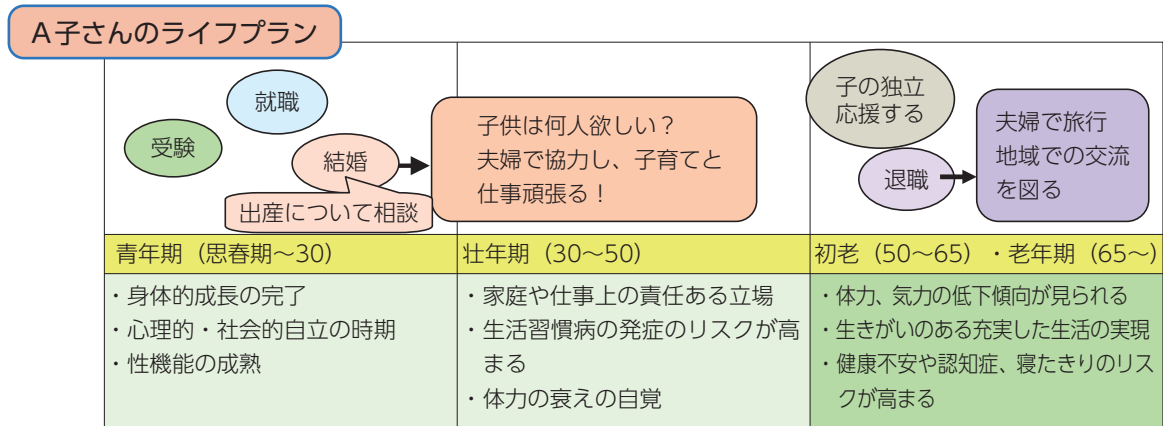 A子さんのライフプラン
受験
就職
結婚
出産について相談
子供は何人欲しい？
夫婦で協力し、子育てと
仕事頑張る！
子の独立
応援する
退職
夫婦で旅行
地域での交流
を図る
青年期（思春期～30）
・身体的成長の完了
・心理的・社会的自立の時期
・性機能の成熟
壮年期（30～50）
・家庭や仕事上の責任ある立場
・生活習慣病の発症のリスクが高
まる
・体力の衰えの自覚
初老（50～65）・老年期（65～）
・体力、気力の低下傾向が見られる
・生きがいのある充実した生活の実現
・健康不安や認知症、寝たきりのリス
クが高まる